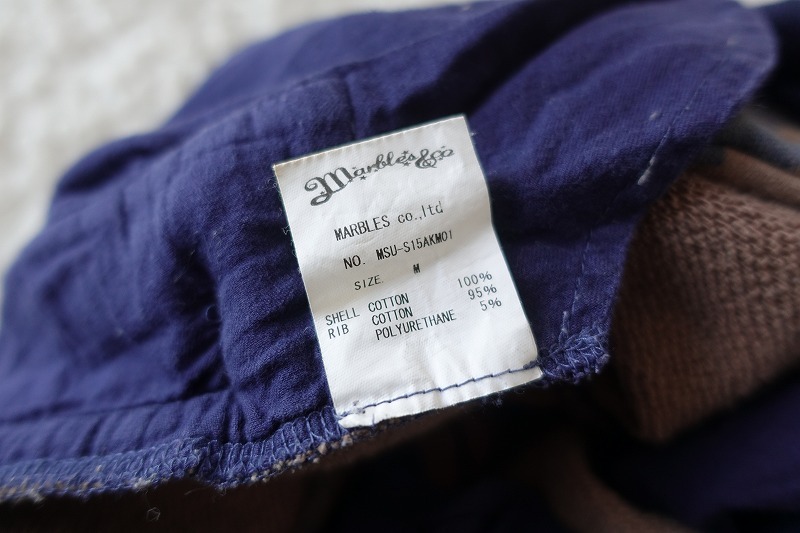 Marbles&co
MARBLES co.,ltd
NO. MSU-S15AKM01
SIZE. M
SHELL COTTON 100%
RIB COTTON 95%
POLYURETHANE 5%